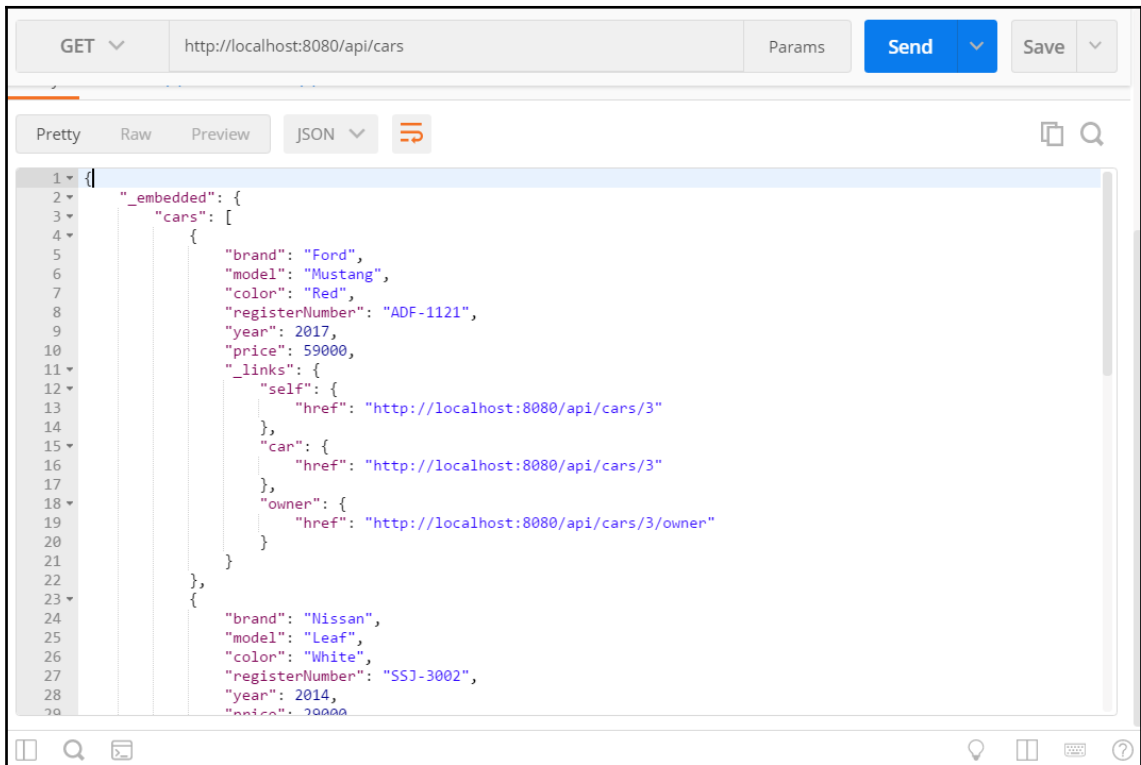 GET http://localhost:8080/api/cars Params Send Save
Pretty Raw Preview JSON
1 {
2 "_embedded": {
3 "cars": [
4 {
5 "brand": "Ford",
6 "model": "Mustang",
7 "color": "Red",
8 "registerNumber": "ADF-1121",
9 "year": 2017,
10 "price": 59000,
11 "_links": {
12 "self": {
13 "href": "http://localhost:8080/api/cars/3"
14 },
15 "car": {
16 "href": "http://localhost:8080/api/cars/3"
17 },
18 "owner": {
19 "href": "http://localhost:8080/api/cars/3/owner"
20 }
21 }
22 },
23 {
24 "brand": "Nissan",
25 "model": "Leaf",
26 "color": "White",
27 "registerNumber": "SSJ-3002",
28 "year": 2014,
29 "price": 29000